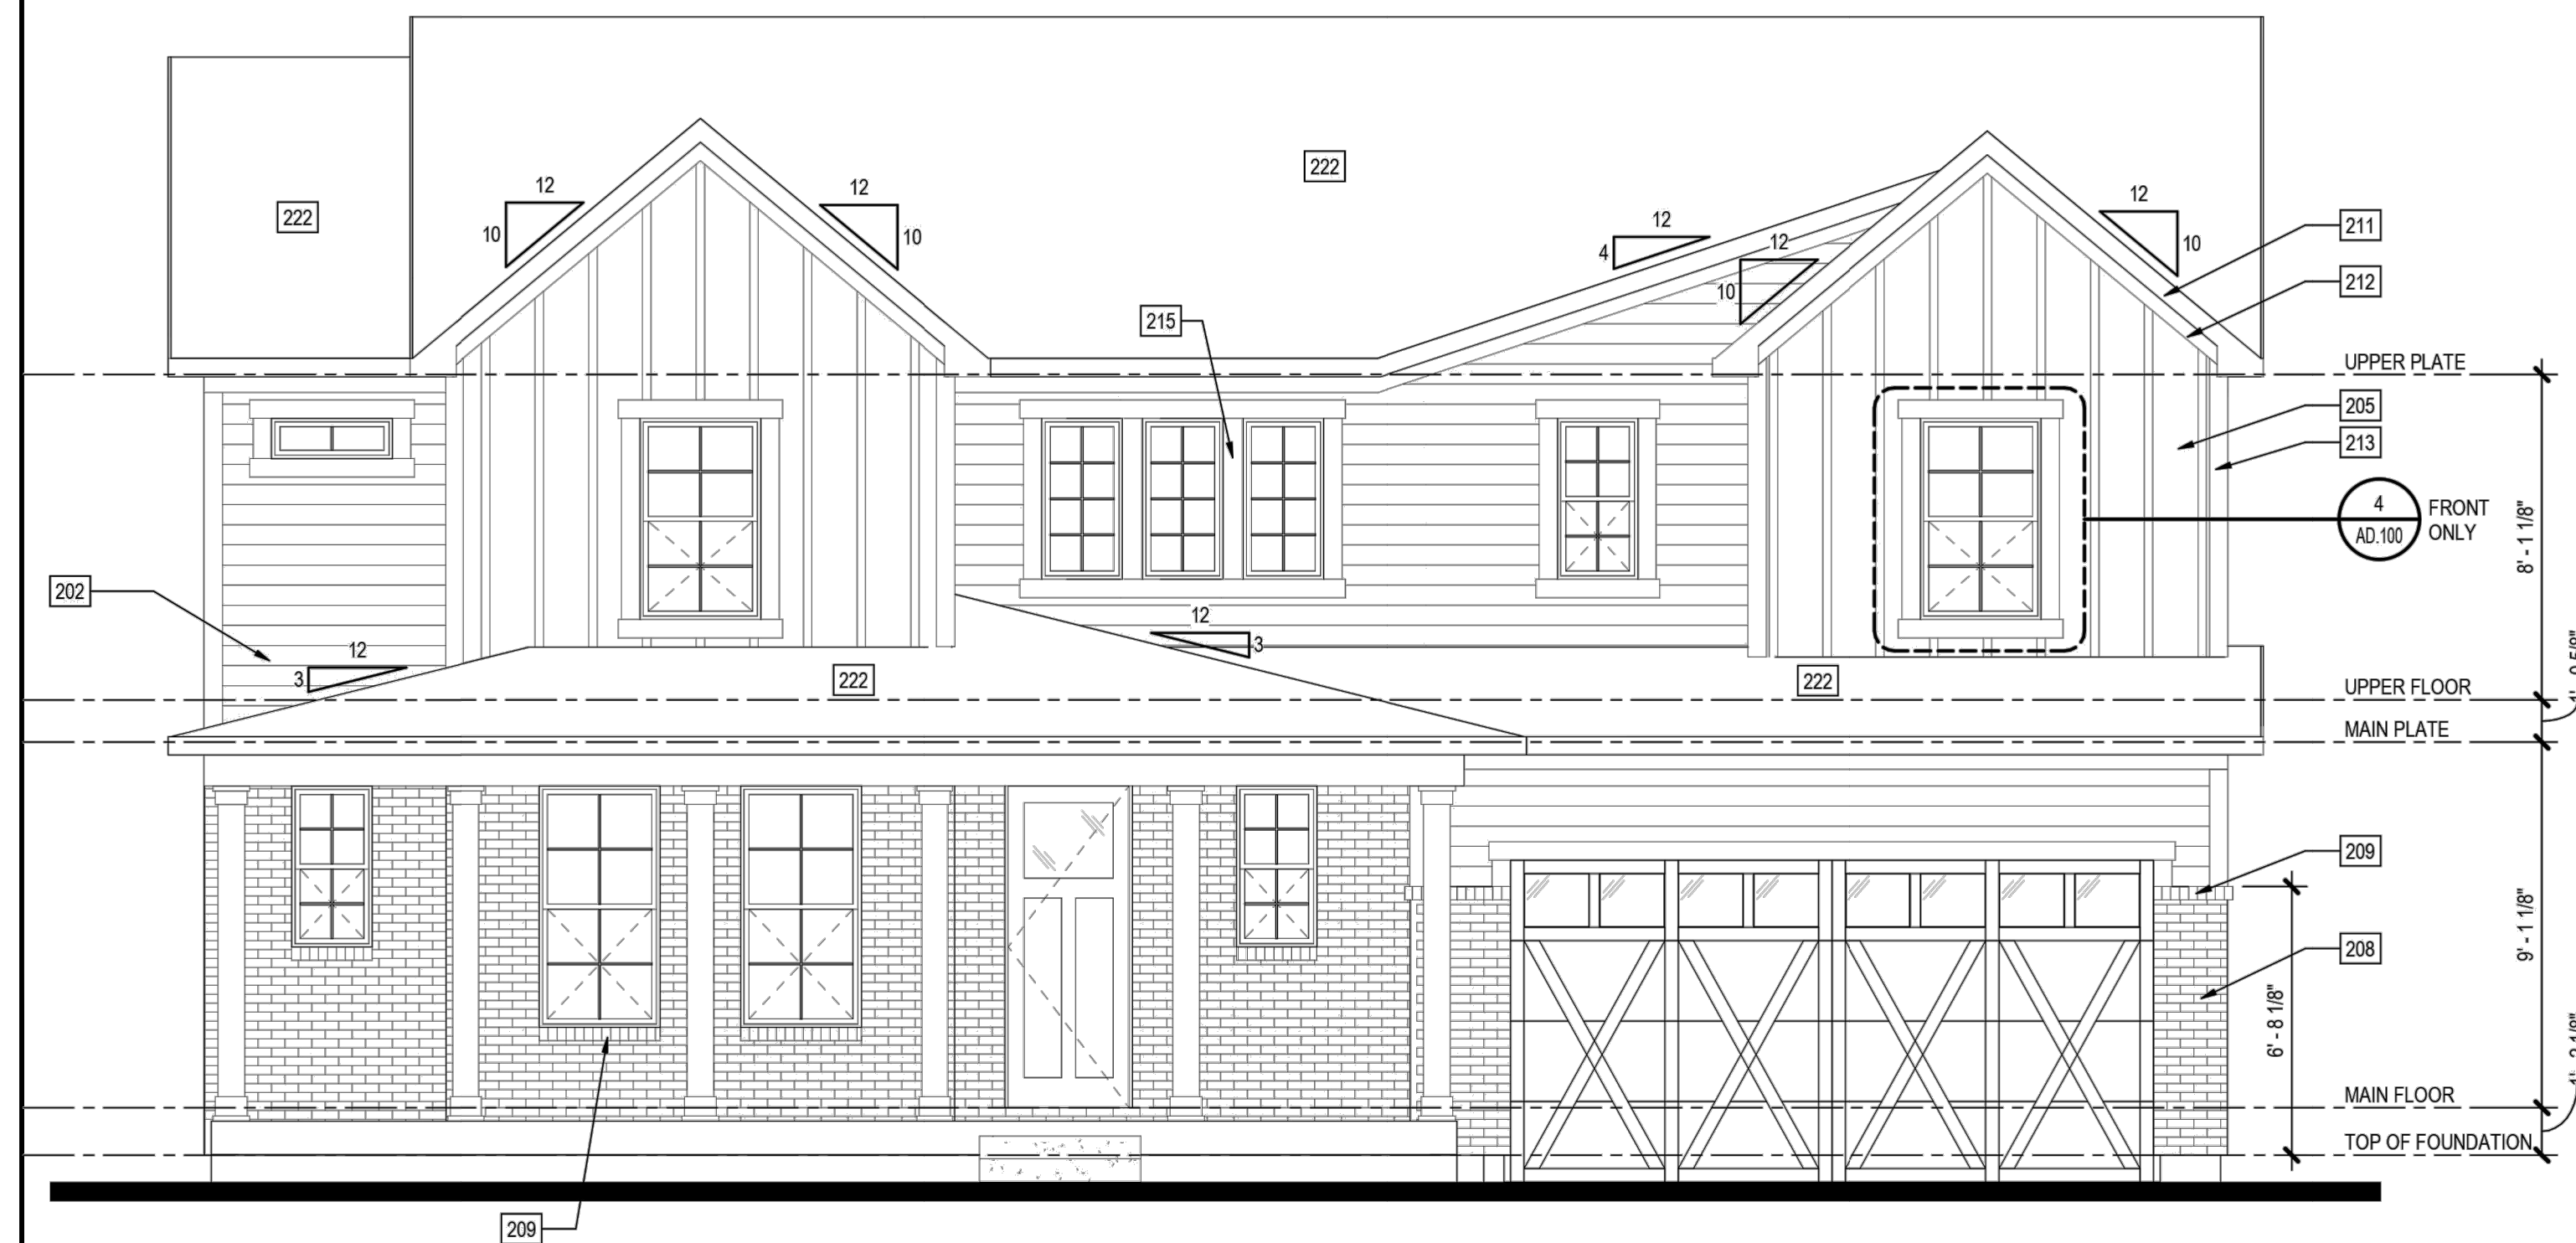 222
12
10
12
10
222
12
4
12
10
12
10
211
212
215
UPPER PLATE
205
213
4
AD.100
FRONT
ONLY
8' - 1 1/8"
202
12
3
12
3
222
222
UPPER FLOOR
MAIN PLATE
209
208
9' - 1 1/8"
6' - 8 1/8"
MAIN FLOOR
TOP OF FOUNDATION
209